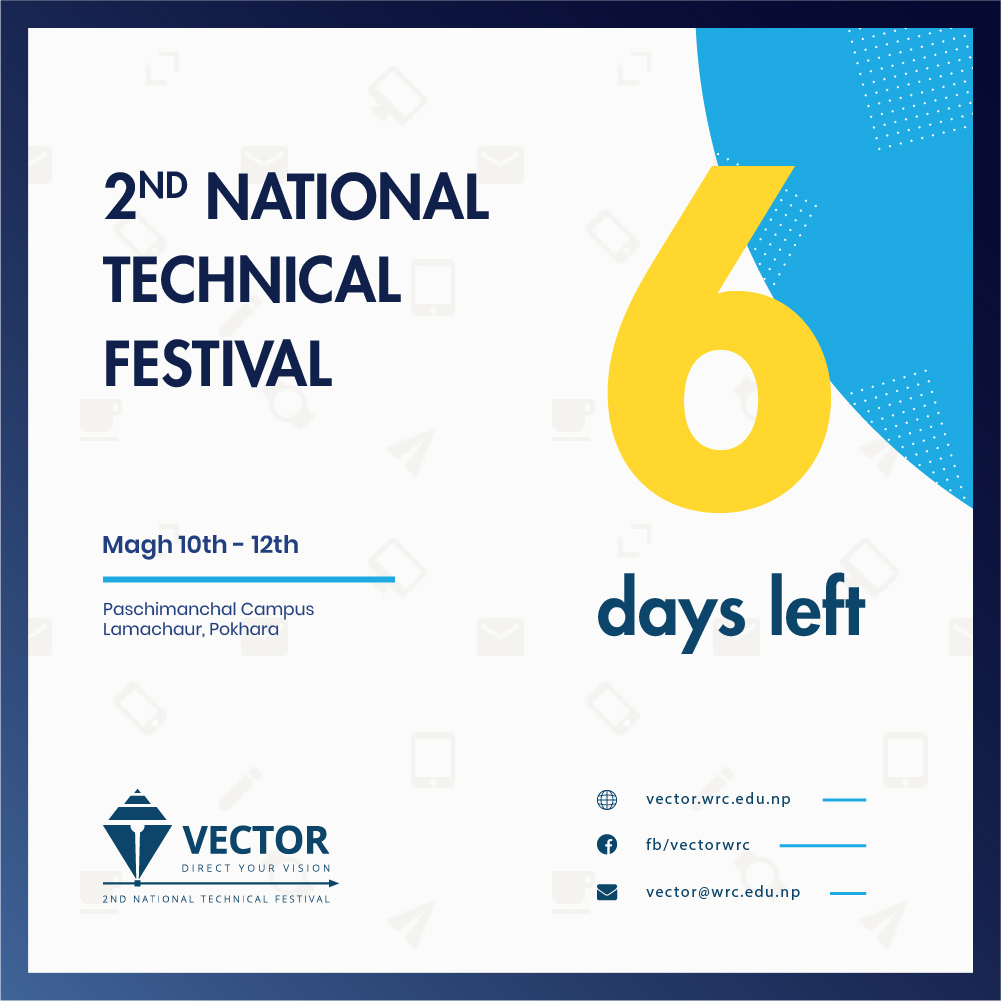 2ND NATIONAL
TECHNICAL
FESTIVAL
6
days left
Magh 10th - 12th
Paschimanchal Campus
Lamachaur, Pokhara
VECTOR
DIRECT YOUR VISION
2ND NATIONAL TECHNICAL FESTIVAL
vector.wrc.edu.np
fb/vectorwrc
vector@wrc.edu.np